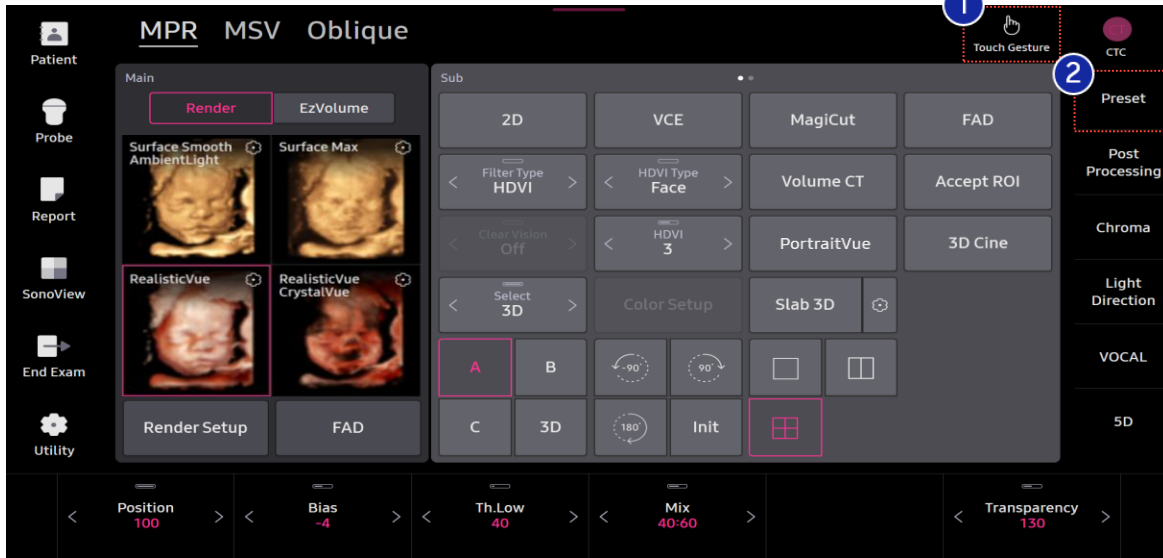 1
MPR MSV Oblique
Touch Gesture
CT
CTC
2
Patient
Probe
Report
SonoView
End Exam
Utility
Main
Render
EzVolume
Surface Smooth
AmbientLight
Surface Max
RealisticVue
RealisticVue
CrystalVue
Render Setup
FAD
Sub
2D
VCE
MagiCut
FAD
< Filter Type >
HDVI
< HDVI Type >
Face
Volume CT
Accept ROI
< Clear Vision >
Off
< HDVI >
3
PortraitVue
3D Cine
< Select >
3D
Color Setup
Slab 3D
A
B
-90°
90°
C
3D
180°
Init
Preset
Post
Processing
Chroma
Light
Direction
VOCAL
5D
< Position >
100
< Bias >
-4
< Th.Low >
40
< Mix >
40:60
< Transparency >
130